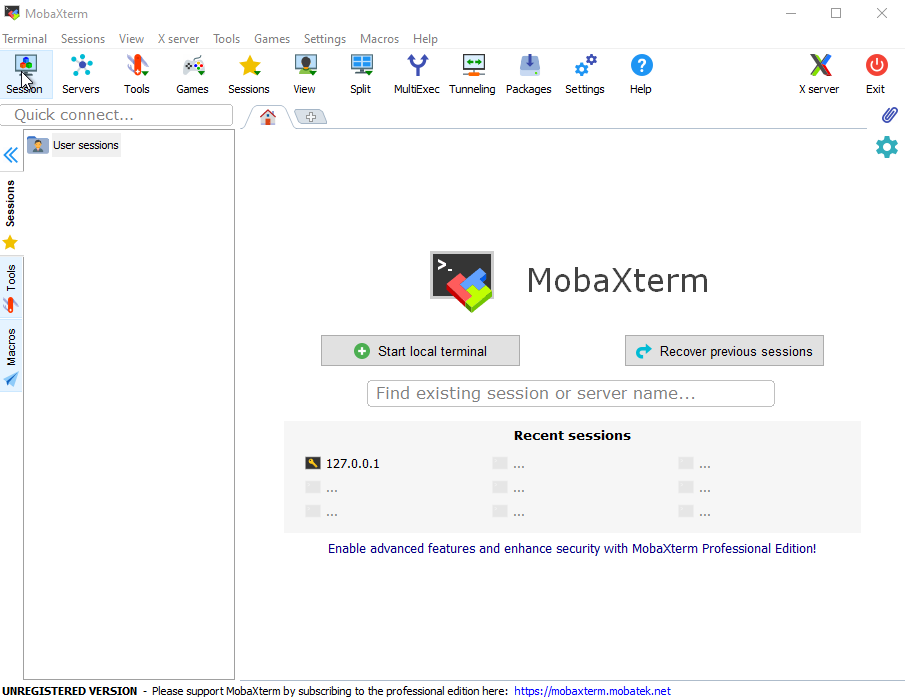 MobaXterm
Terminal Sessions View X server Tools Games Settings Macros Help
Session Servers Tools Games Sessions View Split MultiExec Tunneling Packages Settings Help X server Exit
Quick connect...
User sessions
Sessions
Tools
Macros
>_
MobaXterm
Start local terminal Recover previous sessions
Find existing session or server name...
Recent sessions
127.0.0.1 ... ...
... ... ...
... ... ...
Enable advanced features and enhance security with MobaXterm Professional Edition!
UNREGISTERED VERSION - Please support MobaXterm by subscribing to the professional edition here: https://mobaxterm.mobatek.net